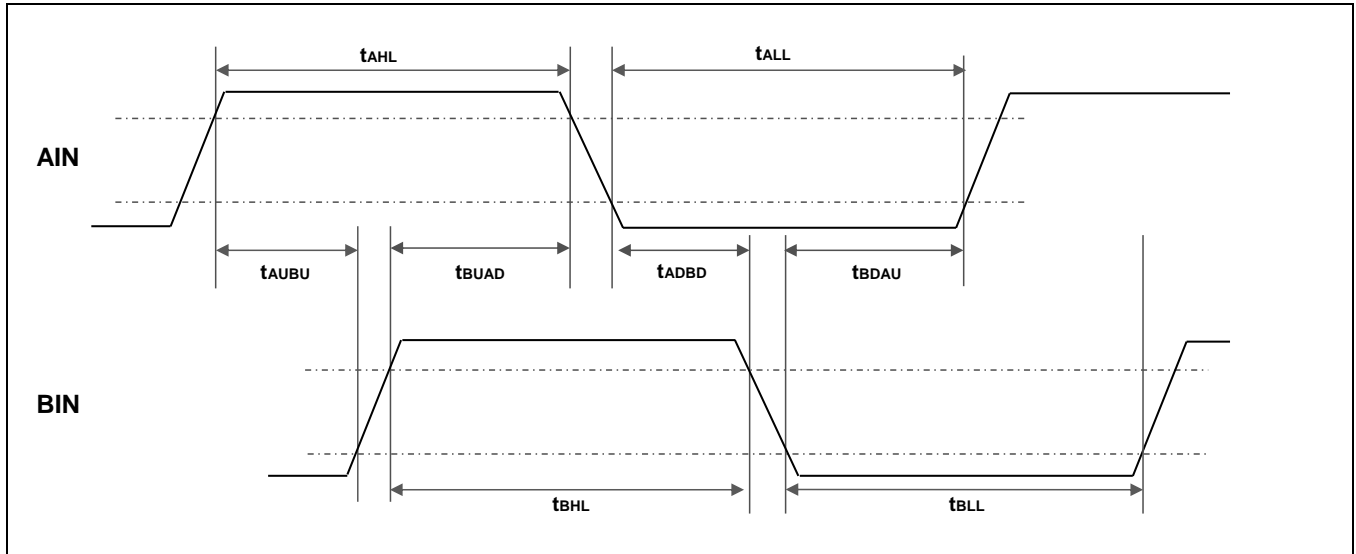 tAHL
tALL
AIN
tAUBU
tBUAD
tADBD
tBDAU
BIN
tBHL
tBLL